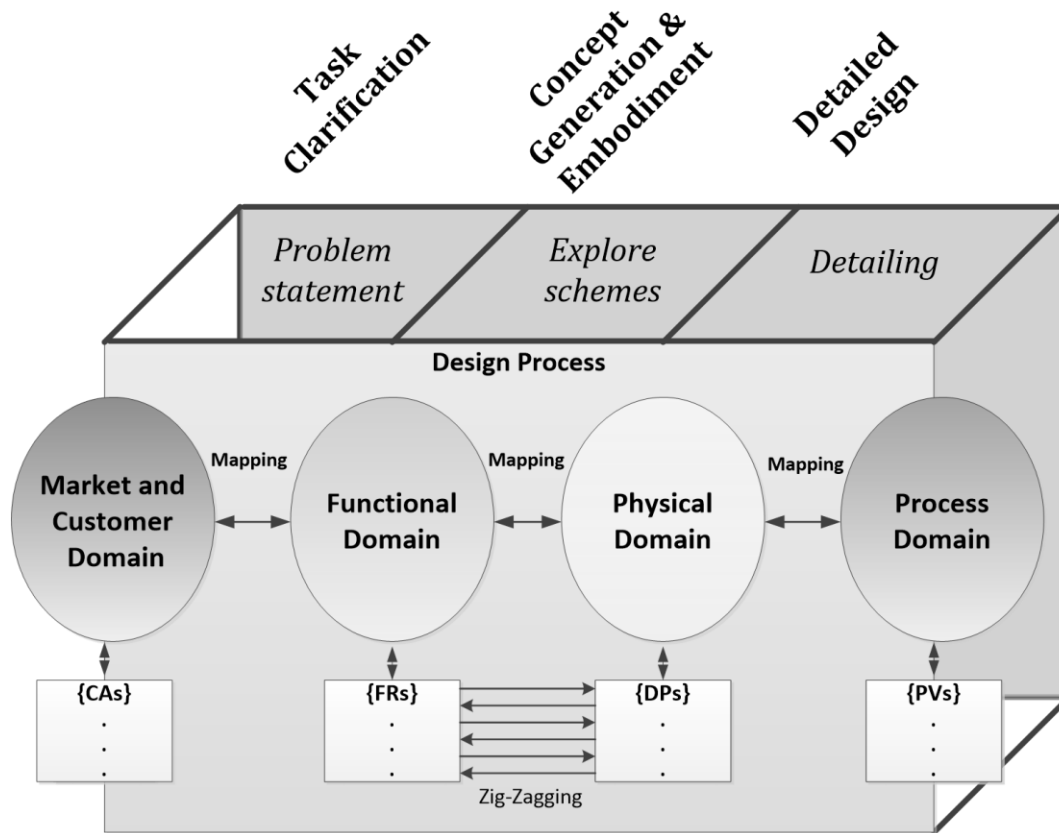 Task
Clarification
Concept
Generation &
Embodiment
Detailed
Design
Problem
statement
Explore
schemes
Detailing
Design Process
Market and
Customer
Domain
Mapping
Functional
Domain
Mapping
Physical
Domain
Mapping
Process
Domain
{CAs}
.
.
.
{FRs}
.
.
.
{DPs}
.
.
.
{PVs}
.
.
.
Zig-Zagging